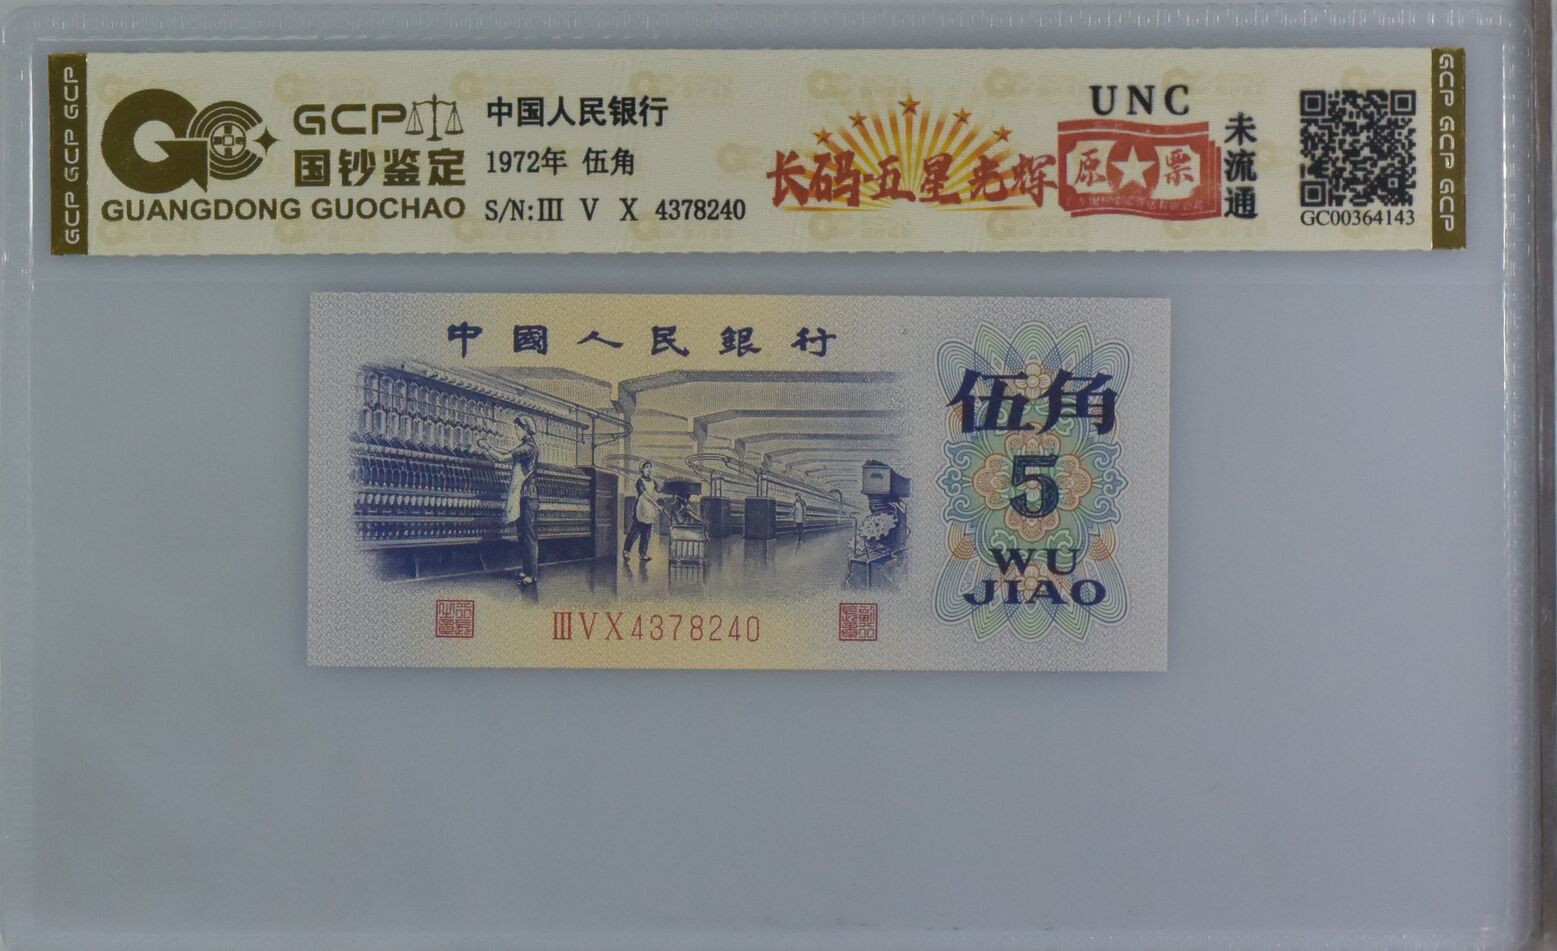 GCP GCP GCP
GCP
国钞鉴定
GUANGDONG GUOCHAO
中国人民银行
1972年 伍角
S/N:Ⅲ V X 4378240
长码五星光辉
UNC
原★票
未流通
GC00364143
GCP GCP GCP
中國人民銀行
伍角
5
WU
JIAO
ⅢVX4378240